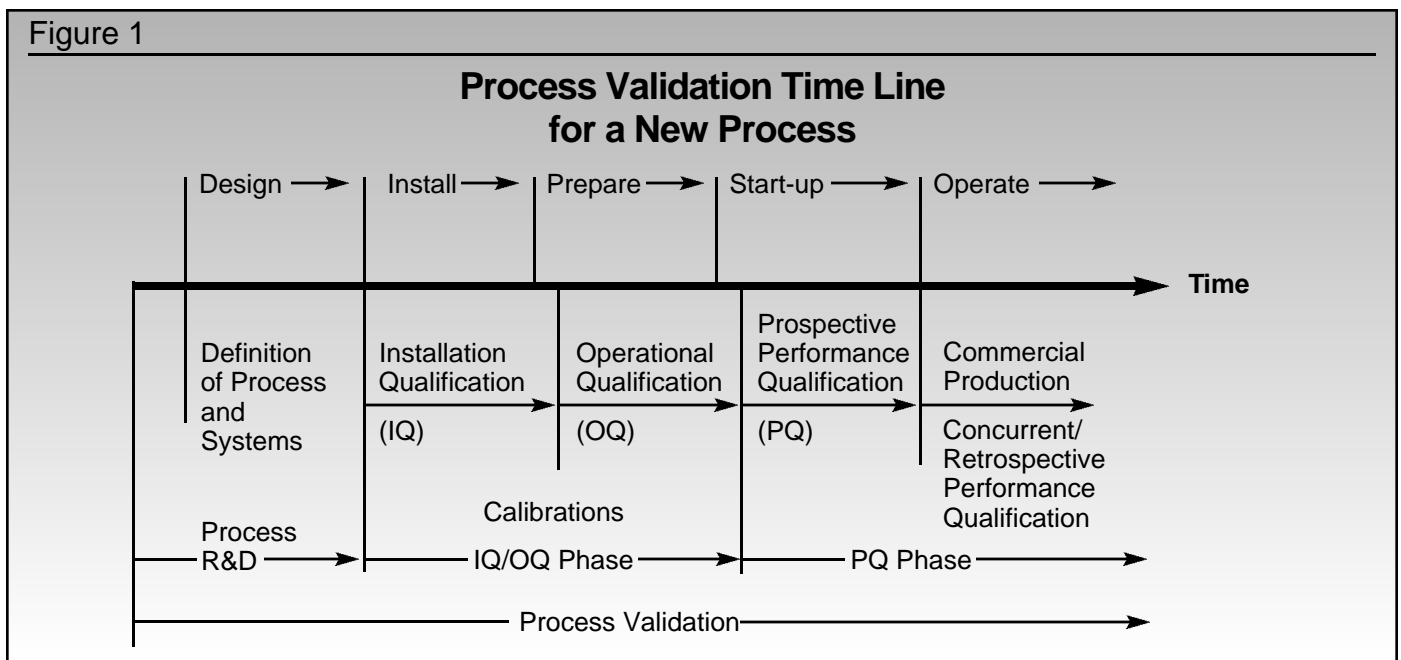 Figure 1
Process Validation Time Line
for a New Process
Design
Install
Prepare
Start-up
Operate
Time
Definition
of Process
and
Systems
Installation
Qualification
(IQ)
Operational
Qualification
(OQ)
Prospective
Performance
Qualification
(PQ)
Commercial
Production
Concurrent/
Retrospective
Performance
Qualification
Calibrations
Process
R&D
IQ/OQ Phase
PQ Phase
Process Validation